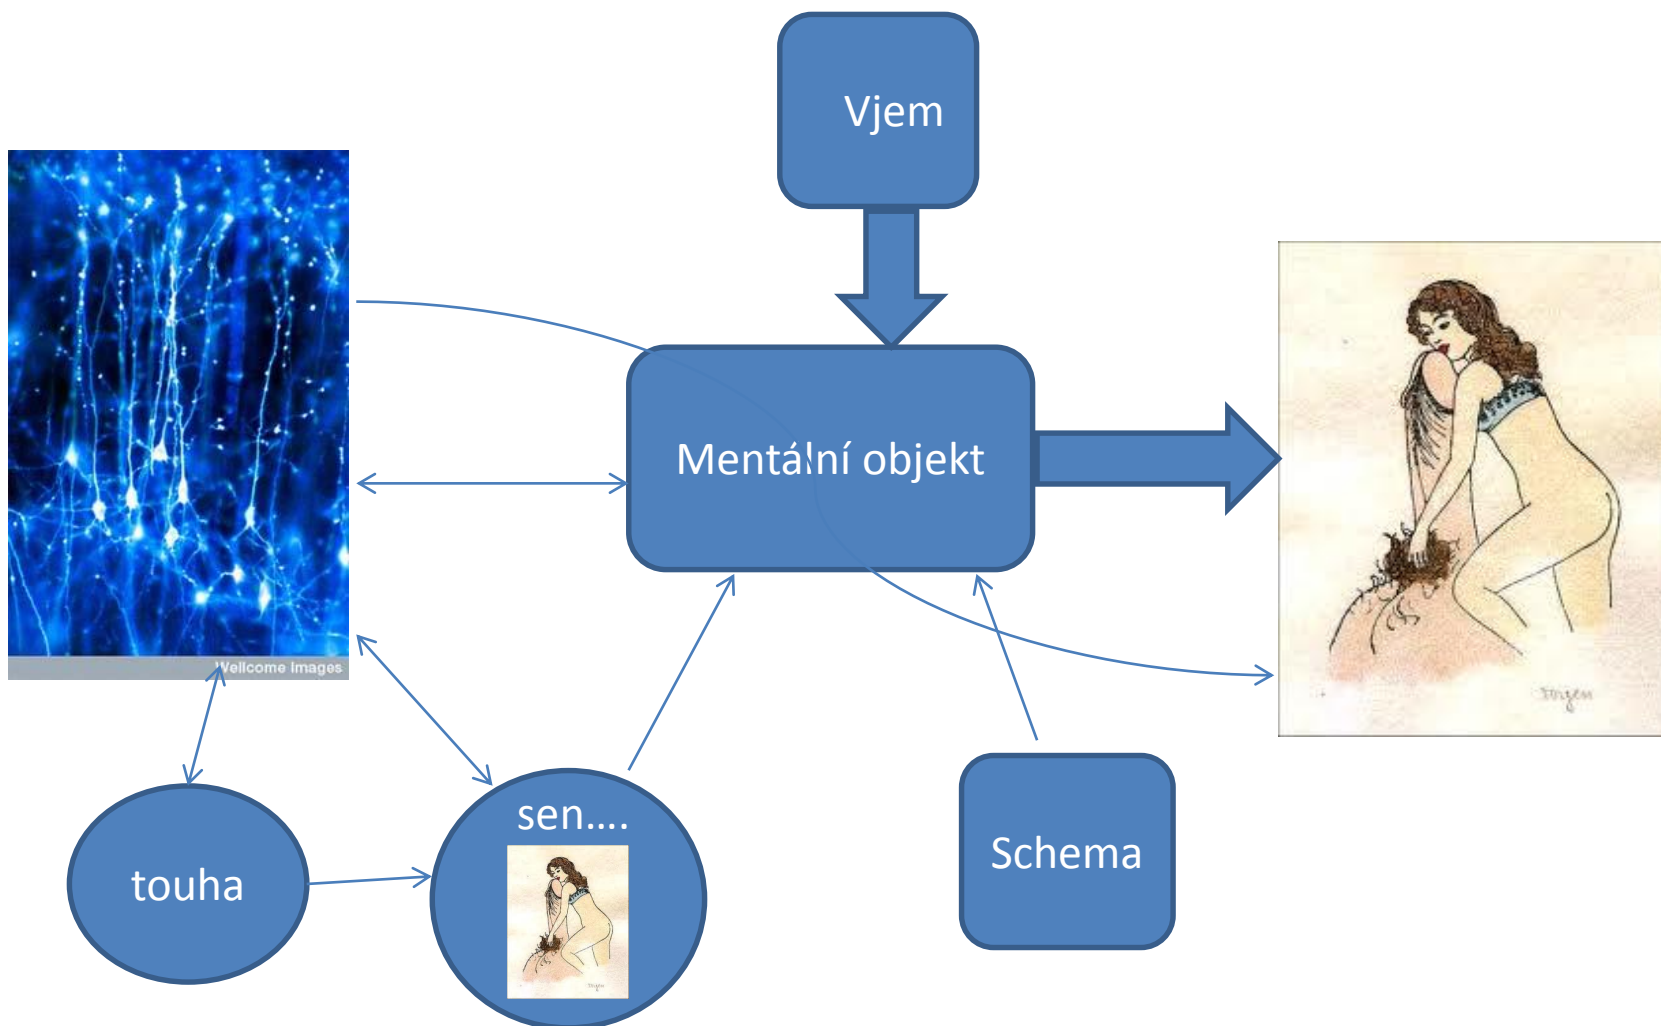 Vjem
Mentální objekt
Wellcome Images
sen....
touha
Schema